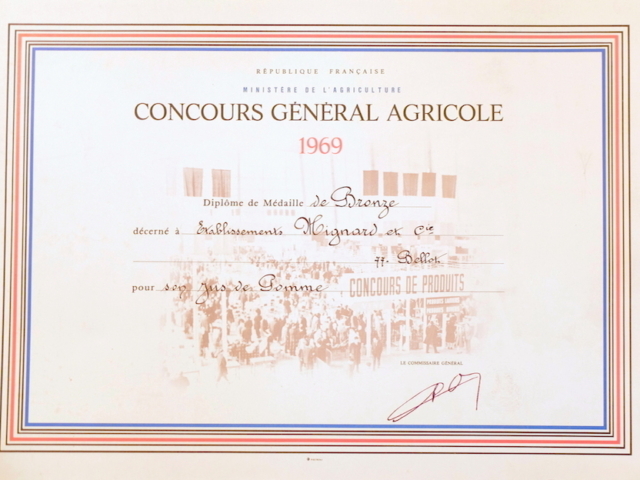 RÉPUBLIQUE FRANÇAISE
MINISTÈRE DE L'AGRICULTURE
CONCOURS GÉNÉRAL AGRICOLE
1969
Diplôme de Médaille de Bronze
décerné à Etablissements Mignard et Cie
77. Bellot
pour son Jus de Pomme
CONCOURS DE PRODUITS
LE COMMISSAIRE GÉNÉRAL